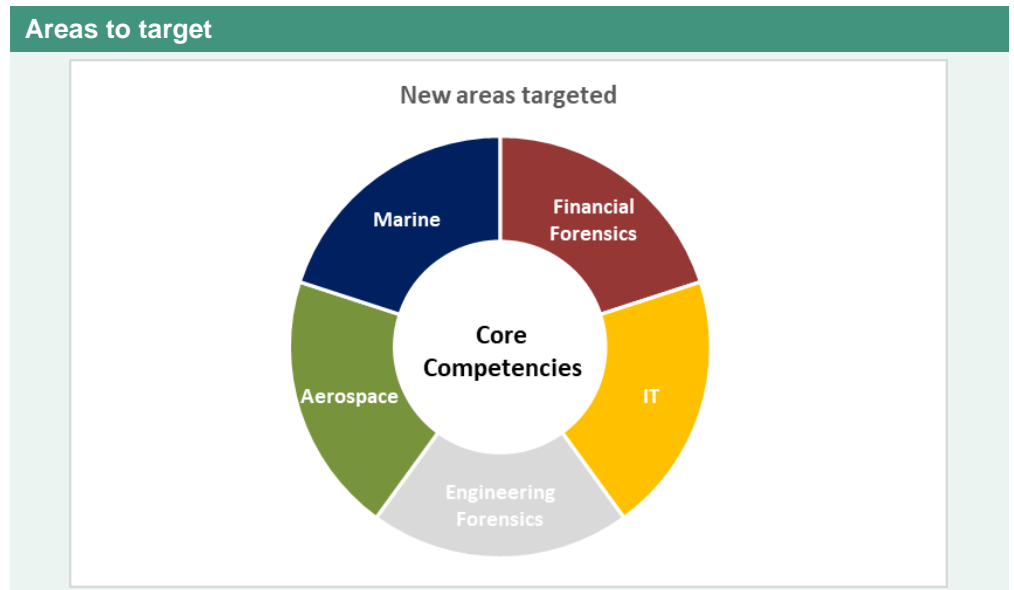 Areas to target
New areas targeted
Marine
Financial
Forensics
Core
Competencies
Aerospace
IT
Engineering
Forensics